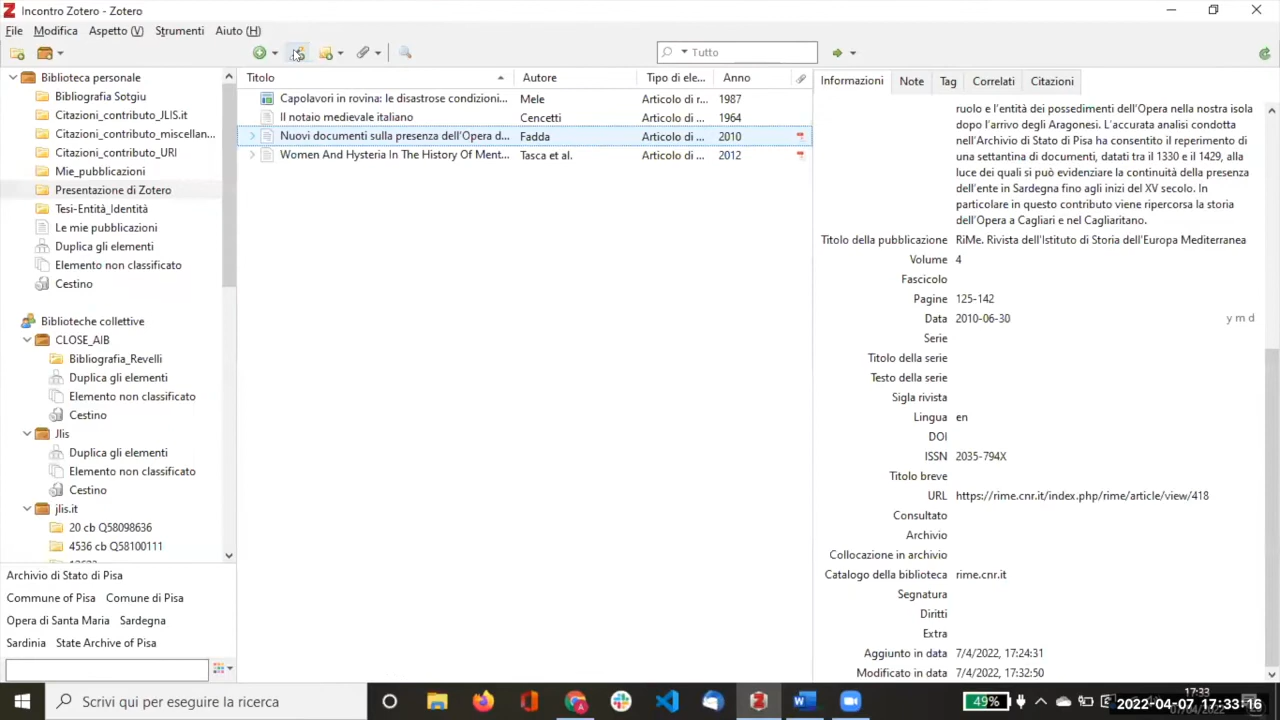 Incontro Zotero - Zotero
File Modifica Aspetto (V) Strumenti Aiuto (H)
Tutto
Biblioteca personale
Bibliografia Sotgiu
Citazioni_contributo_JLIS.it
Citazioni_contributo_miscellan...
Citazioni_contributo_URI
Mie_pubblicazioni
Presentazione di Zotero
Tesi-Entità_Identità
Le mie pubblicazioni
Duplica gli elementi
Elemento non classificato
Cestino
Biblioteche collettive
CLOSE_AIB
Bibliografia_Revelli
Duplica gli elementi
Elemento non classificato
Cestino
Jlis
Duplica gli elementi
Elemento non classificato
Cestino
jlis.it
20 cb Q58098636
4536 cb Q58100111
Archivio di Stato di Pisa
Commune of Pisa Comune di Pisa
Opera di Santa Maria Sardegna
Sardinia State Archive of Pisa
Titolo Autore Tipo di ele... Anno
Capolavori in rovina: le disastrose condizioni... Mele Articolo di r... 1987
Il notaio medievale italiano Cencetti Articolo di ... 1964
Nuovi documenti sulla presenza dell'Opera d... Fadda Articolo di ... 2010
Women And Hysteria In The History Of Ment... Tasca et al. Articolo di ... 2012
Informazioni Note Tag Correlati Citazioni
ruolo e l'entità dei possedimenti dell'Opera nella nostra isola
dopo l'arrivo degli Aragonesi. L'accurata analisi condotta
nell'Archivio di Stato di Pisa ha consentito il reperimento di
una settantina di documenti, datati tra il 1330 e il 1429, alla
luce dei quali si può evidenziare la continuità della presenza
dell'ente in Sardegna fino agli inizi del XV secolo. In
particolare in questo contributo viene ripercorsa la storia
dell'Opera a Cagliari e nel Cagliaritano.
Titolo della pubblicazione RiMe. Rivista dell'Istituto di Storia dell'Europa Mediterranea
Volume 4
Fascicolo
Pagine 125-142
Data 2010-06-30 y m d
Serie
Titolo della serie
Testo della serie
Sigla rivista
Lingua en
DOI
ISSN 2035-794X
Titolo breve
URL https://rime.cnr.it/index.php/rime/article/view/418
Consultato
Archivio
Collocazione in archivio
Catalogo della biblioteca rime.cnr.it
Segnatura
Diritti
Extra
Aggiunto in data 7/4/2022, 17:24:31
Modificato in data 7/4/2022, 17:32:50
Scrivi qui per eseguire la ricerca
49%
17:33
2022-04-07 17:33:16